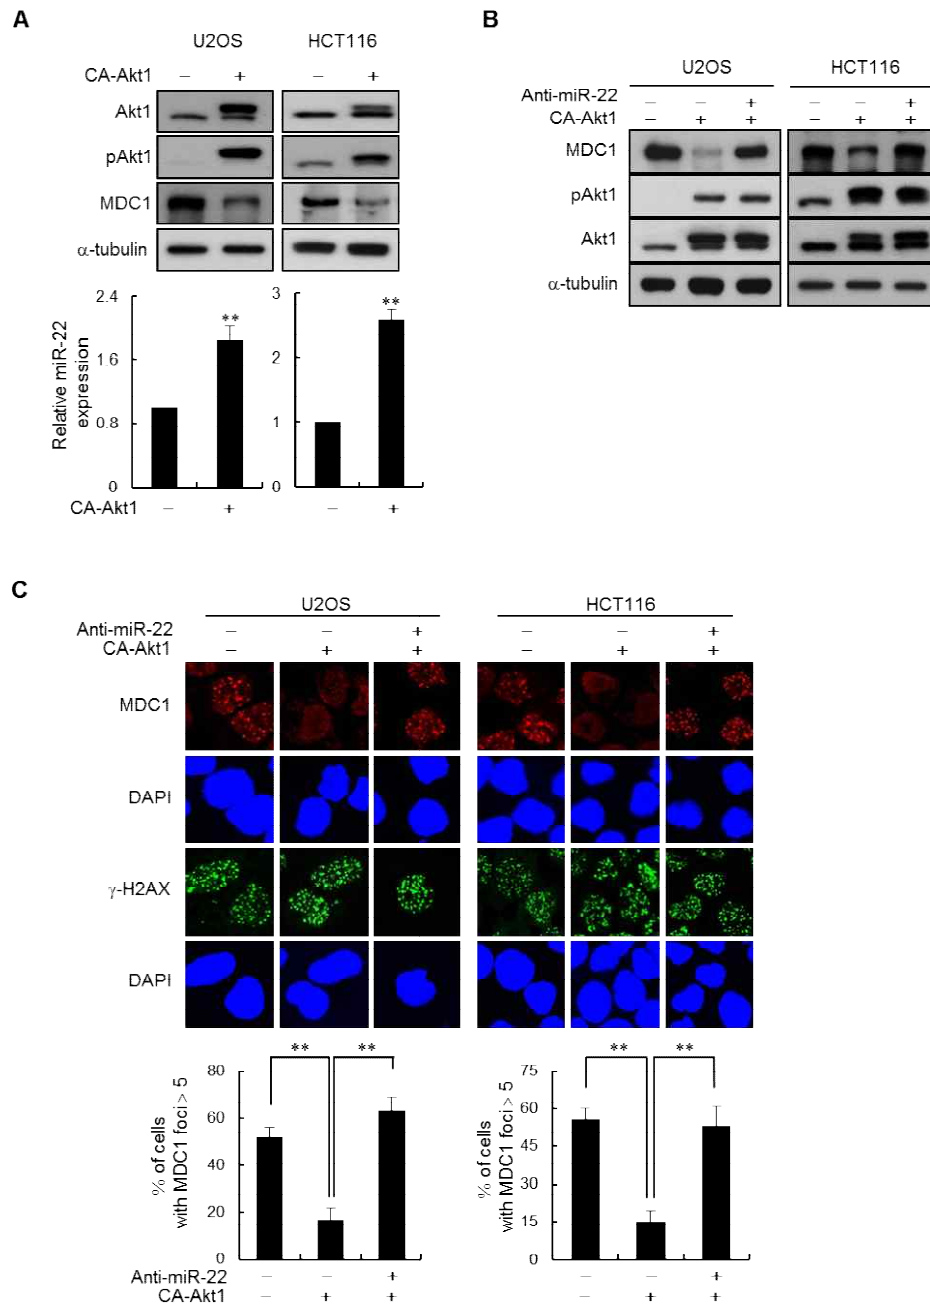 A
U2OS HCT116
CA-Akt1 − + − +
Akt1
pAkt1
MDC1
α-tubulin
Relative miR-22
expression
2.4
1.6
0.8
0
**
3
2
1
0
**
CA-Akt1 − + − +
B
U2OS HCT116
Anti-miR-22 − − + − − +
CA-Akt1 − + + − + +
MDC1
pAkt1
Akt1
α-tubulin
C
U2OS HCT116
Anti-miR-22 − − + − − +
CA-Akt1 − + + − + +
MDC1
DAPI
γ-H2AX
DAPI
% of cells
with MDC1 foci > 5
80
60
40
20
0
** **
% of cells
with MDC1 foci > 5
75
60
45
30
15
0
** **
Anti-miR-22 − − + − − +
CA-Akt1 − + + − + +